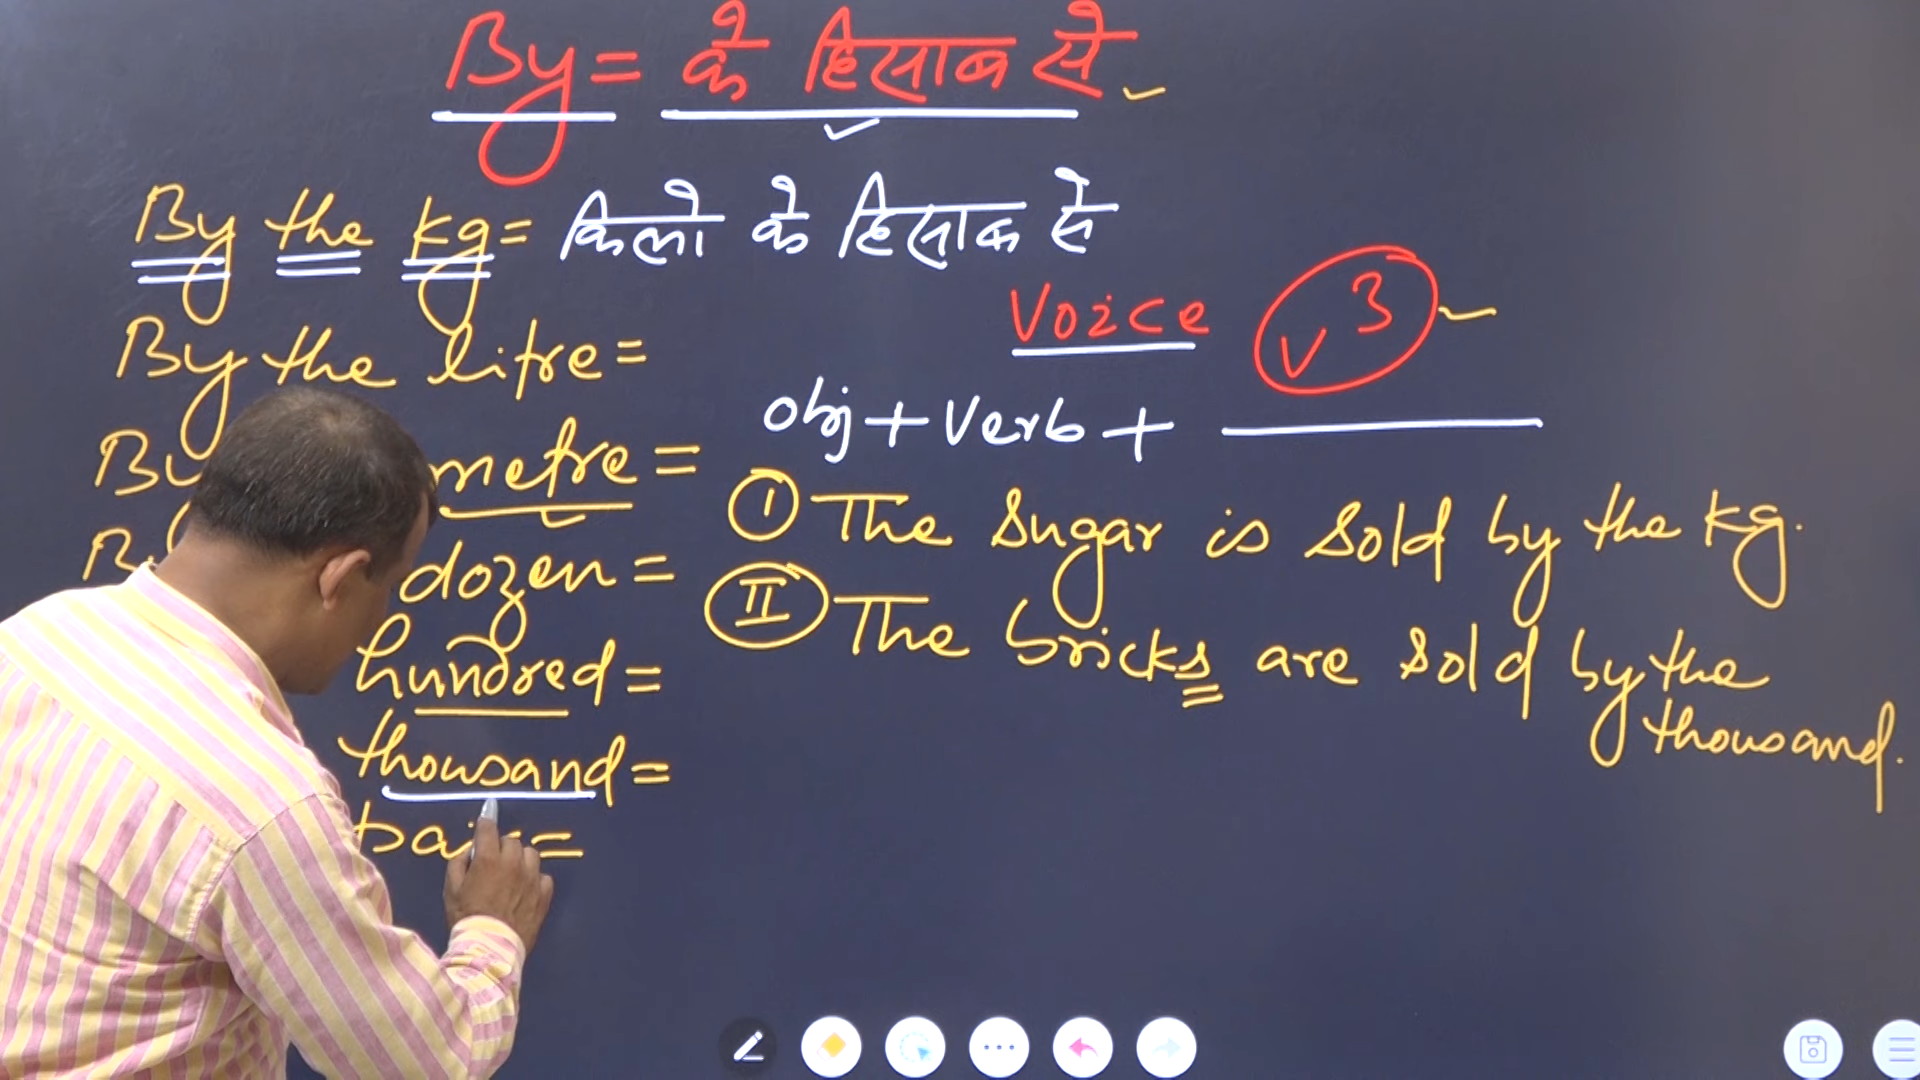 By = के हिसाब से
By the kg = किलो के हिसाब से
By the litre =
By metre =
dozen =
hundred =
thousand =
Voice V3
obj + Verb +
I The Sugar is Sold by the kg.
II The bricks are sold by the
thousand.